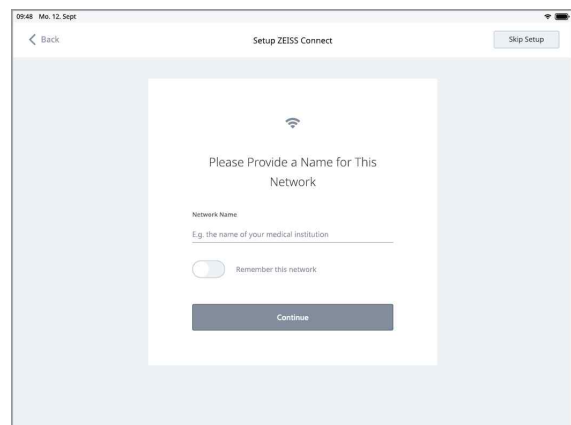 09:48 Mo. 12. Sept
Back
Setup ZEISS Connect
Skip Setup
Please Provide a Name for This
Network
Network Name
E.g. the name of your medical institution
Remember this network
Continue